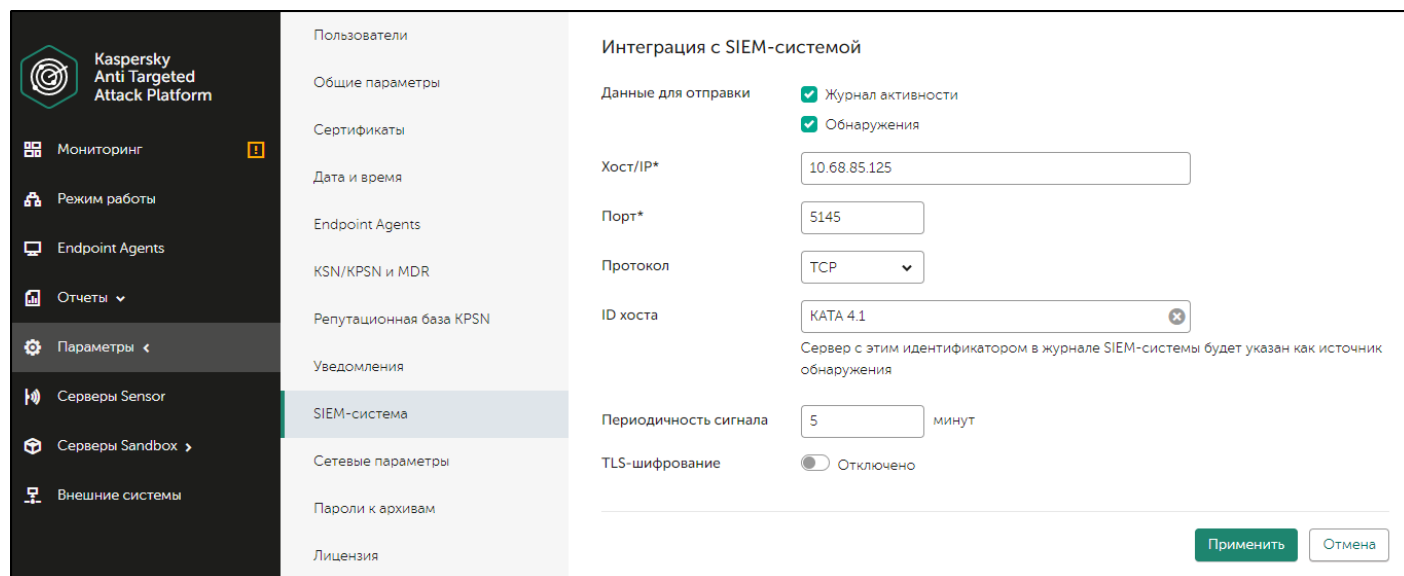 Kaspersky
Anti Targeted
Attack Platform
Мониторинг
Режим работы
Endpoint Agents
Отчеты
Параметры
Серверы Sensor
Серверы Sandbox
Внешние системы
Пользователи
Общие параметры
Сертификаты
Дата и время
Endpoint Agents
KSN/KPSN и MDR
Репутационная база KPSN
Уведомления
SIEM-система
Сетевые параметры
Пароли к архивам
Лицензия
Интеграция с SIEM-системой
Данные для отправки
Журнал активности
Обнаружения
Хост/IP*
10.68.85.125
Порт*
5145
Протокол
TCP
ID хоста
KATA 4.1
Сервер с этим идентификатором в журнале SIEM-системы будет указан как источник
обнаружения
Периодичность сигнала
5
минут
TLS-шифрование
Отключено
Применить
Отмена